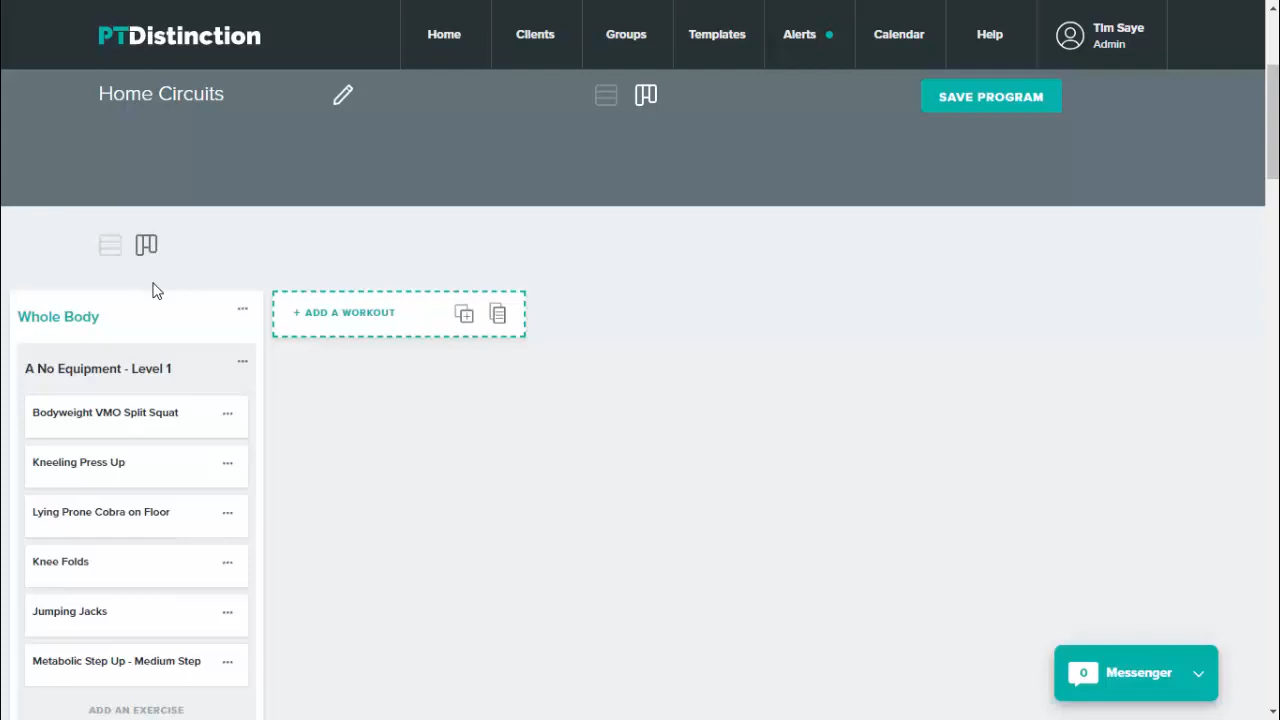 PTDistinction
Home
Clients
Groups
Templates
Alerts
Calendar
Help
Tim Saye
Admin
Home Circuits
SAVE PROGRAM
Whole Body
...
+ ADD A WORKOUT
A No Equipment - Level 1
...
Bodyweight VMO Split Squat
...
Kneeling Press Up
...
Lying Prone Cobra on Floor
...
Knee Folds
...
Jumping Jacks
...
Metabolic Step Up - Medium Step
...
ADD AN EXERCISE
0 Messenger